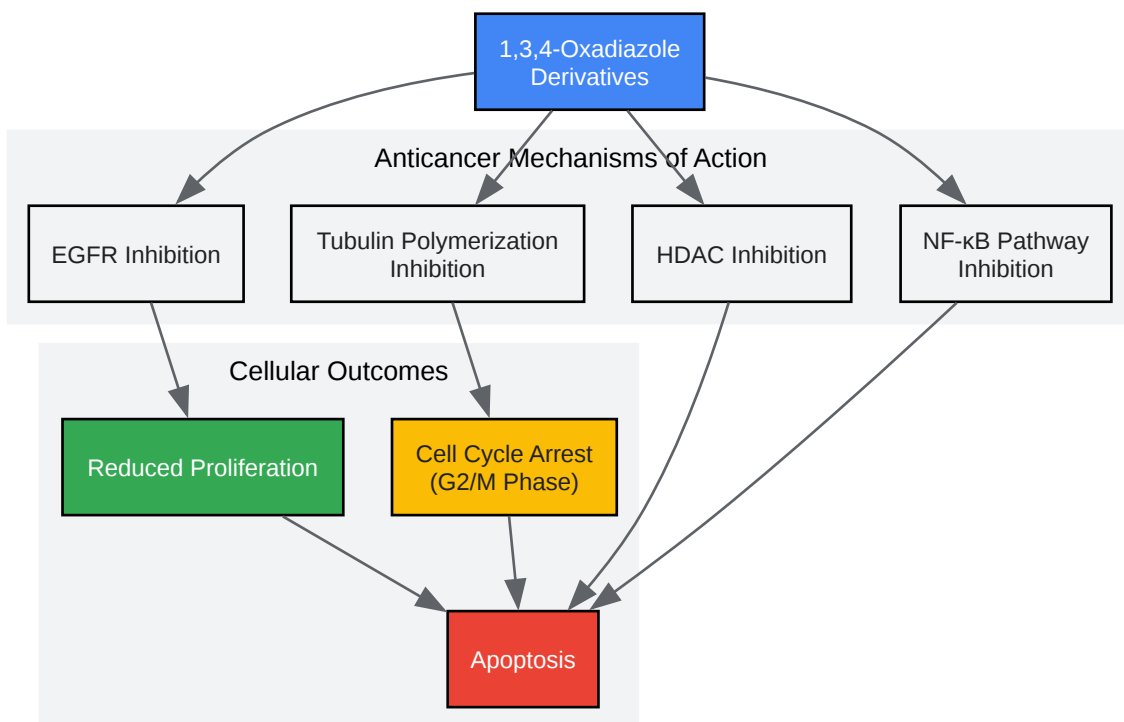 1,3,4-Oxadiazole
Derivatives
Anticancer Mechanisms of Action
EGFR Inhibition
Tubulin Polymerization
Inhibition
HDAC Inhibition
NF-κB Pathway
Inhibition
Cellular Outcomes
Reduced Proliferation
Cell Cycle Arrest
(G2/M Phase)
Apoptosis